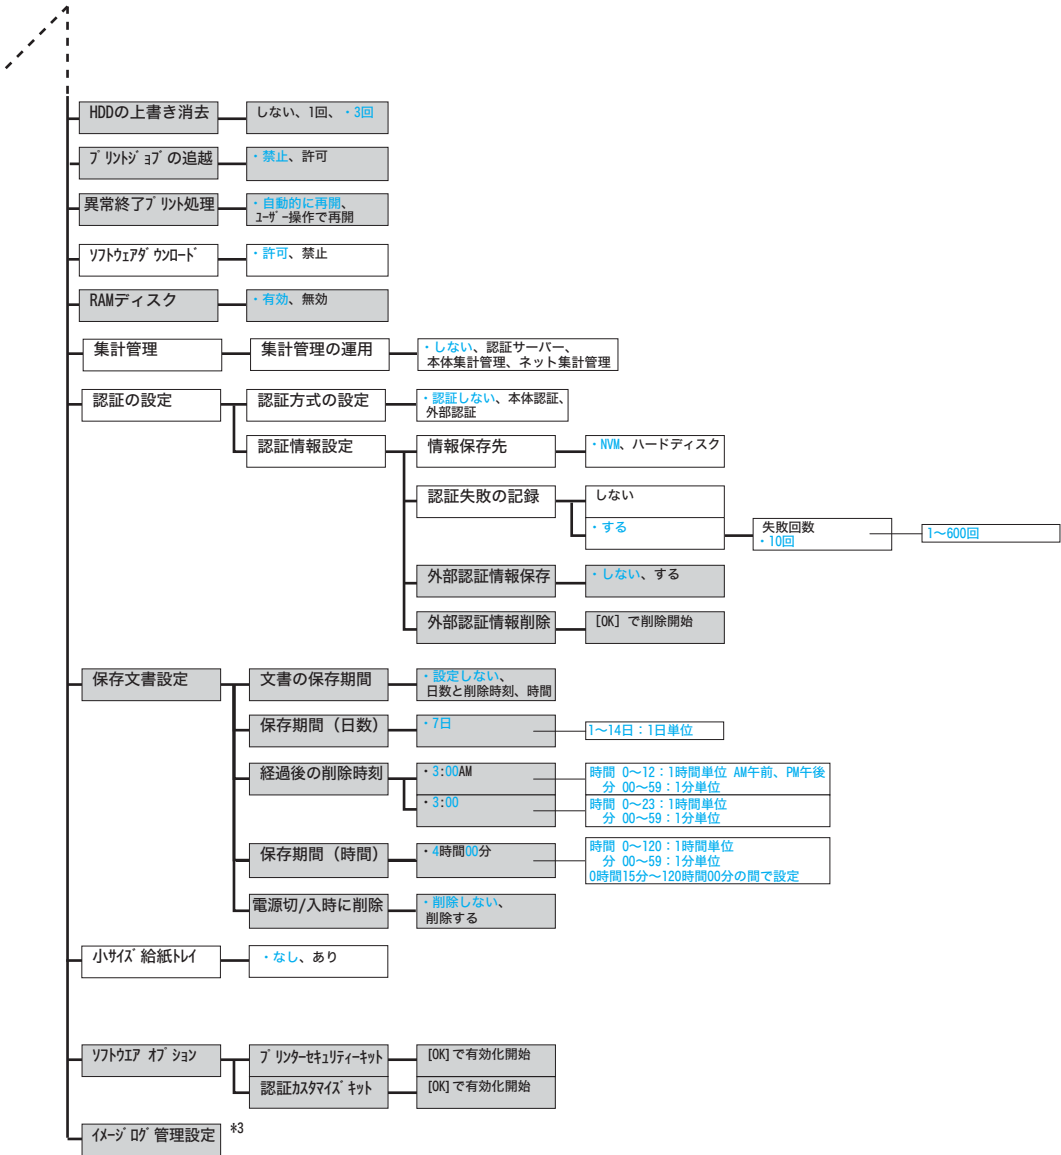 HDDの上書き消去
しない、1回、・3回
ﾌﾟﾘﾝﾄｼﾞｮﾌﾞの追越
・禁止、許可
異常終了ﾌﾟﾘﾝﾄ処理
・自動的に再開、
ﾕｰｻﾞｰ操作で再開
ｿﾌﾄｳｪｱﾀﾞｳﾝﾛｰﾄﾞ
・許可、禁止
RAMディスク
・有効、無効
集計管理
集計管理の運用
・しない、認証サーバー、
本体集計管理、ネット集計管理
認証の設定
認証方式の設定
・認証しない、本体認証、
外部認証
認証情報設定
情報保存先
・NVM、ハードディスク
認証失敗の記録
しない
・する
失敗回数
・10回
1～600回
外部認証情報保存
・しない、する
外部認証情報削除
[OK] で削除開始
保存文書設定
文書の保存期間
・設定しない、
日数と削除時刻、時間
保存期間（日数）
・7日
1～14日：1日単位
経過後の削除時刻
・3:00AM
時間 0～12：1時間単位 AM午前、PM午後
分 00～59：1分単位
・3:00
時間 0～23：1時間単位
分 00～59：1分単位
保存期間（時間）
・4時間00分
時間 0～120：1時間単位
分 00～59：1分単位
0時間15分～120時間00分の間で設定
電源切/入時に削除
・削除しない、
削除する
小ｻｲｽﾞ給紙ﾄﾚｲ
・なし、あり
ｿﾌﾄｳｴｱ ｵﾌﾟｼｮﾝ
ﾌﾟﾘﾝﾀｰｾｷｭﾘﾃｨｰｷｯﾄ
[OK]で有効化開始
認証ｶｽﾀﾏｲｽﾞｷｯﾄ
[OK]で有効化開始
ｲﾒｰｼﾞﾛｸﾞ管理設定
*3